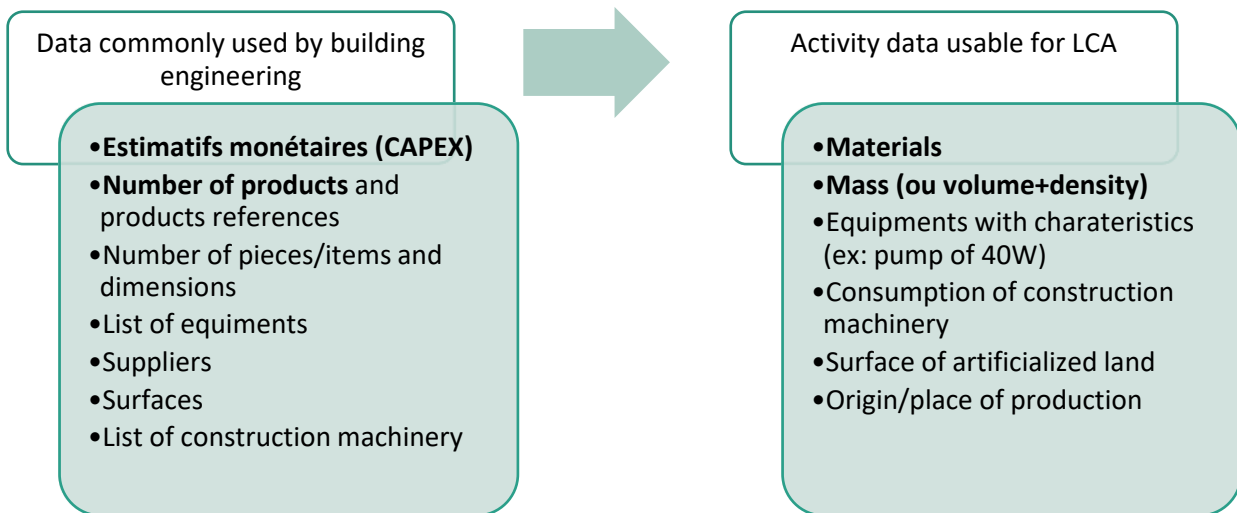 Data commonly used by building
engineering
•Estimatifs monétaires (CAPEX)
•Number of products and
products references
•Number of pieces/items and
dimensions
•List of equiments
•Suppliers
•Surfaces
•List of construction machinery
Activity data usable for LCA
•Materials
•Mass (ou volume+density)
•Equipments with charateristics
(ex: pump of 40W)
•Consumption of construction
machinery
•Surface of artificialized land
•Origin/place of production